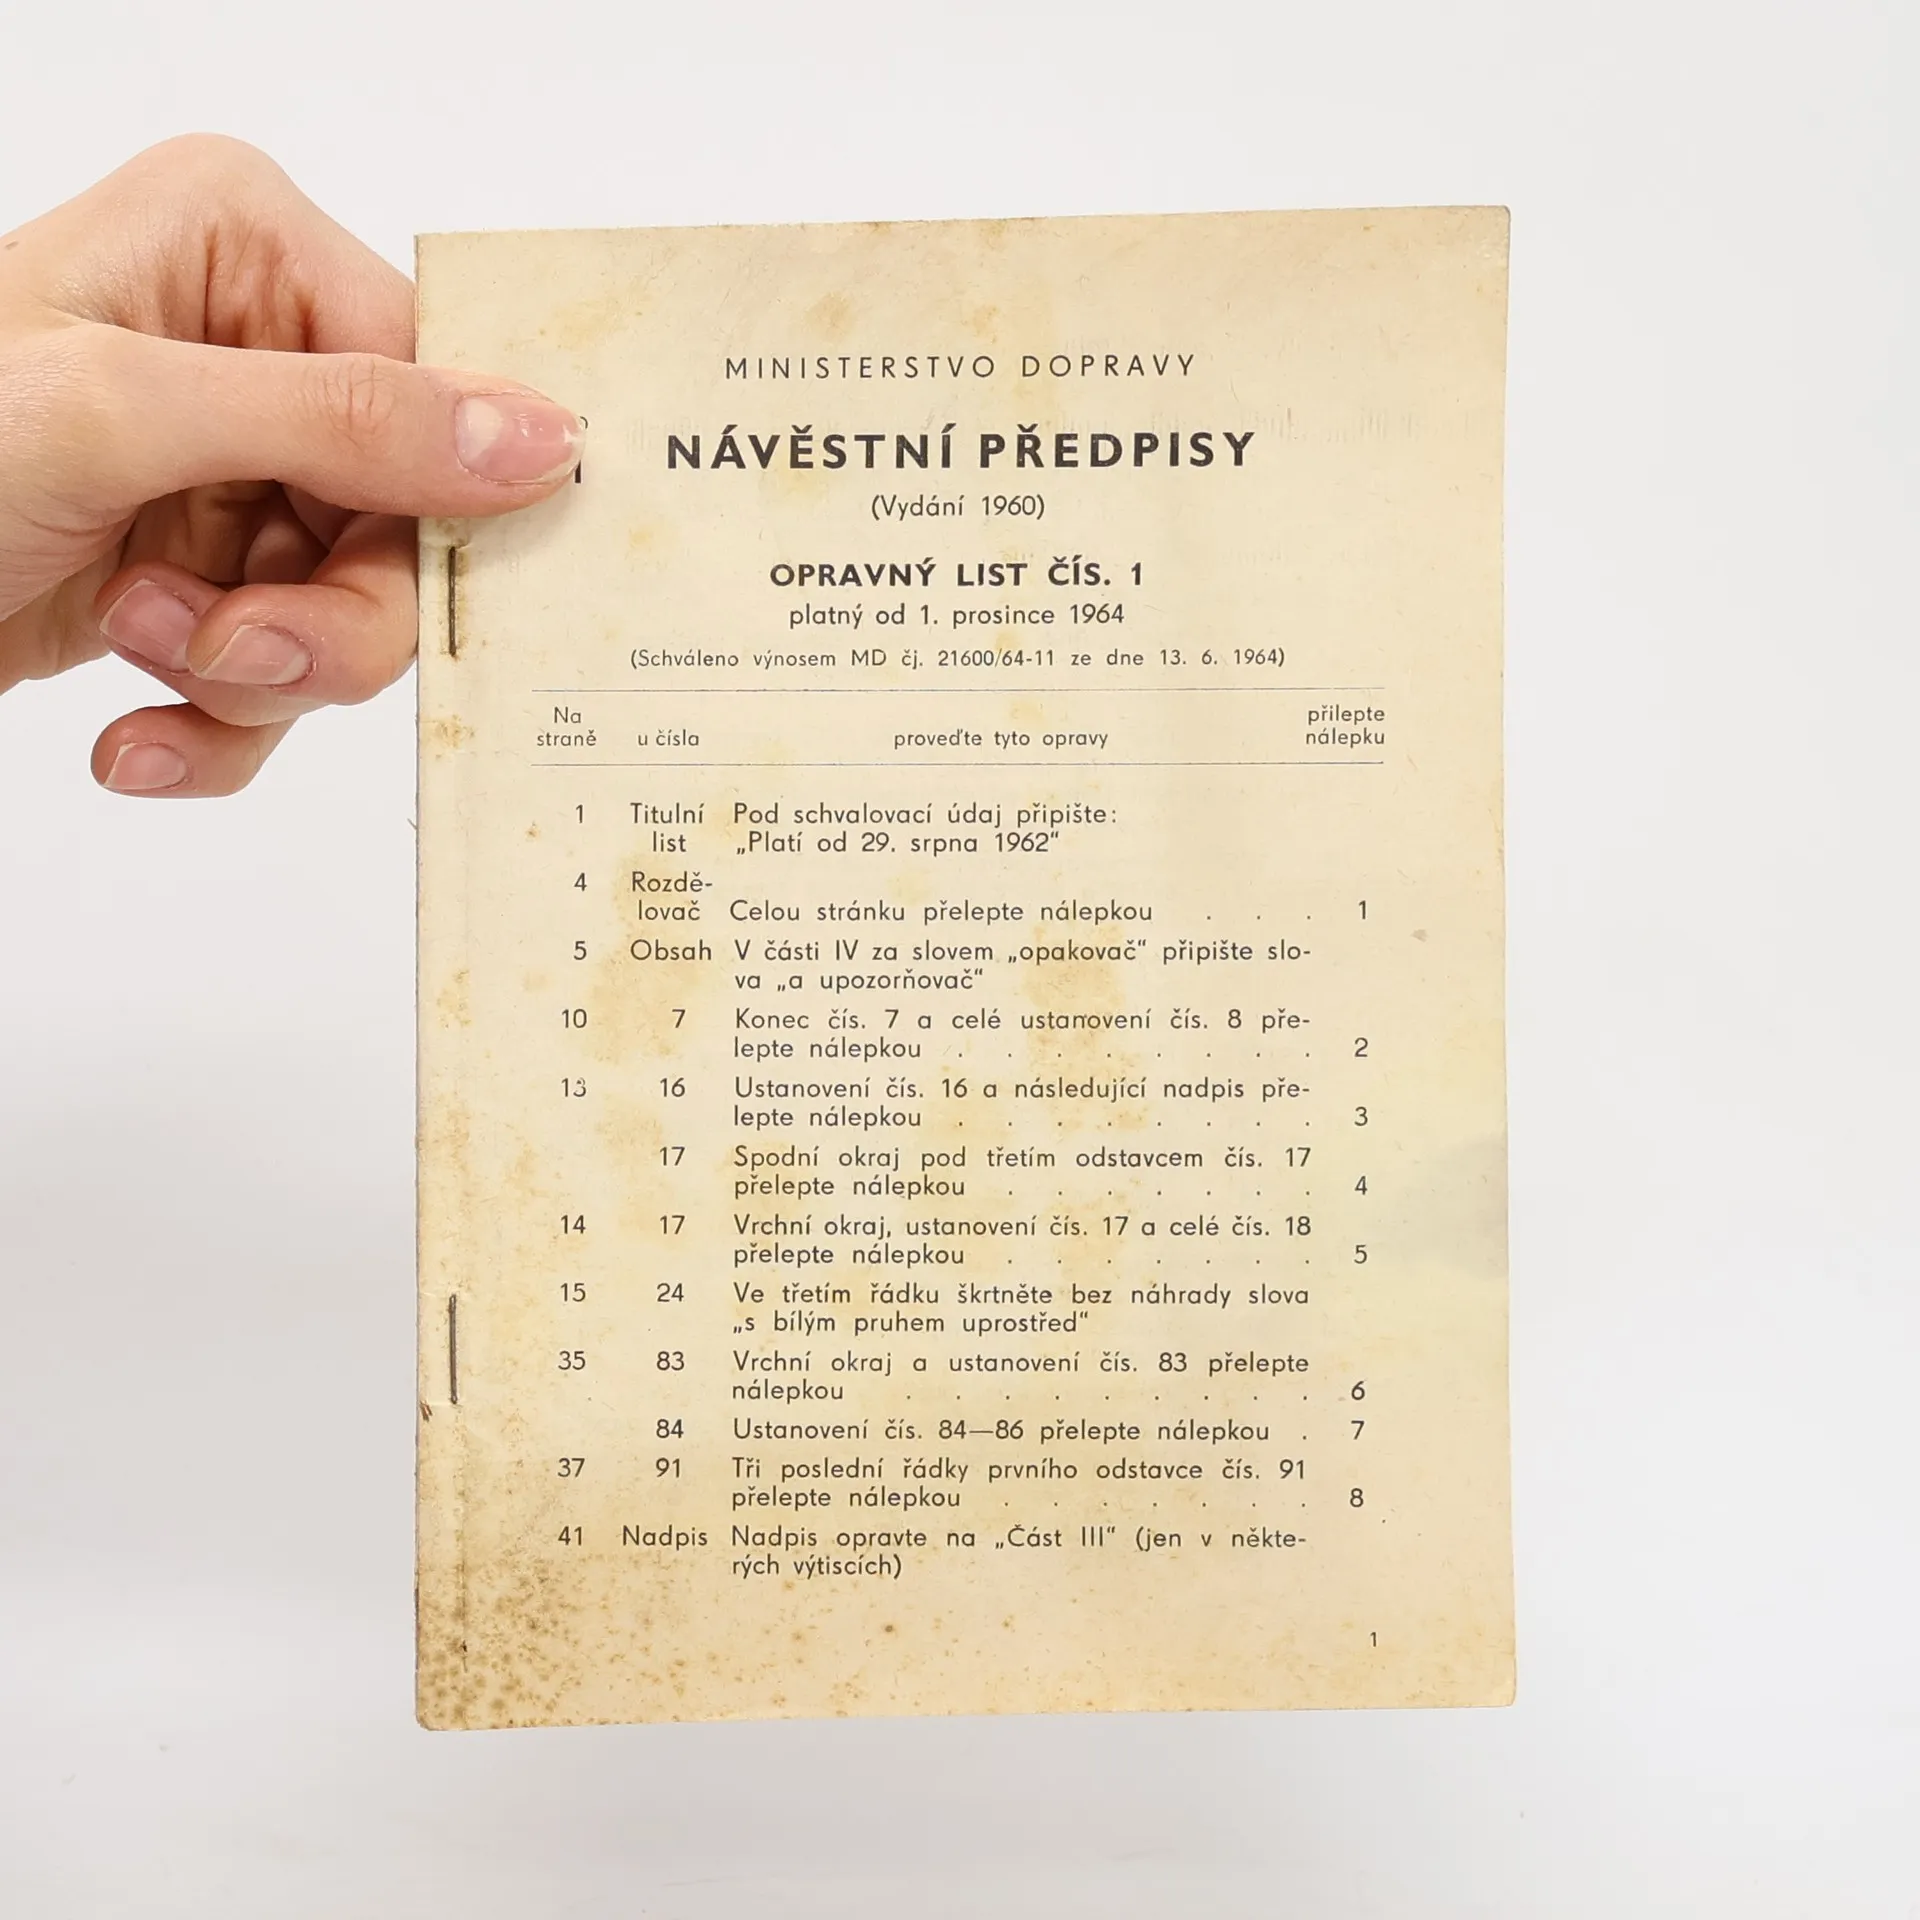 MINISTERSTVO DOPRAVY
NÁVĚSTNÍ PŘEDPISY
(Vydání 1960)
OPRAVNÝ LIST ČÍS. 1
platný od 1. prosince 1964
(Schváleno výnosem MD čj. 21600/64-11 ze dne 13. 6. 1964)
Na straně u čísla proveďte tyto opravy přilepte nálepku
1 Titulní Pod schvalovací údaj připište:
list „Platí od 29. srpna 1962“
4 Rozdě-
lovač Celou stránku přelepte nálepkou . . . 1
5 Obsah V části IV za slovem „opakovač“ připište slo-
va „a upozorňovač“
10 7 Konec čís. 7 a celé ustanovení čís. 8 pře-
lepte nálepkou . . . . . . . . 2
13 16 Ustanovení čís. 16 a následující nadpis pře-
lepte nálepkou . . . . . . . . 3
17 Spodní okraj pod třetím odstavcem čís. 17
přelepte nálepkou . . . . . . . 4
14 17 Vrchní okraj, ustanovení čís. 17 a celé čís. 18
přelepte nálepkou . . . . . . . 5
15 24 Ve třetím řádku škrtněte bez náhrady slova
„s bílým pruhem uprostřed“
35 83 Vrchní okraj a ustanovení čís. 83 přelepte
nálepkou . . . . . . . . . 6
84 Ustanovení čís. 84—86 přelepte nálepkou . 7
37 91 Tři poslední řádky prvního odstavce čís. 91
přelepte nálepkou . . . . . . . 8
41 Nadpis Nadpis opravte na „Část III“ (jen v někte-
rých výtiscích)
1